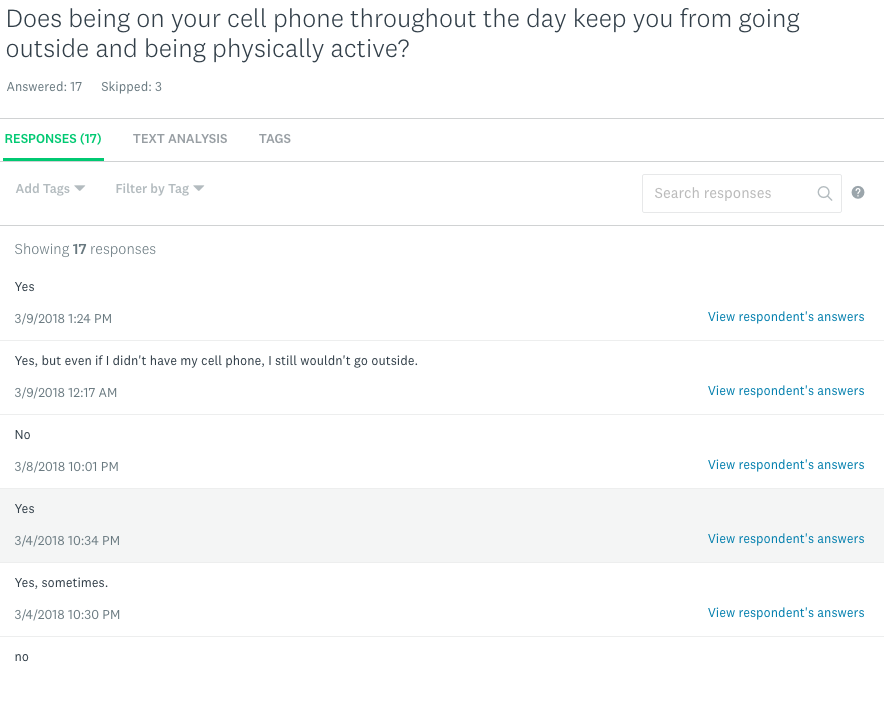 Does being on your cell phone throughout the day keep you from going
outside and being physically active?
Answered: 17 Skipped: 3
RESPONSES (17) TEXT ANALYSIS TAGS
Add Tags Filter by Tag Search responses ?
Showing 17 responses
Yes
3/9/2018 1:24 PM View respondent's answers
Yes, but even if I didn't have my cell phone, I still wouldn't go outside.
3/9/2018 12:17 AM View respondent's answers
No
3/8/2018 10:01 PM View respondent's answers
Yes
3/4/2018 10:34 PM View respondent's answers
Yes, sometimes.
3/4/2018 10:30 PM View respondent's answers
no